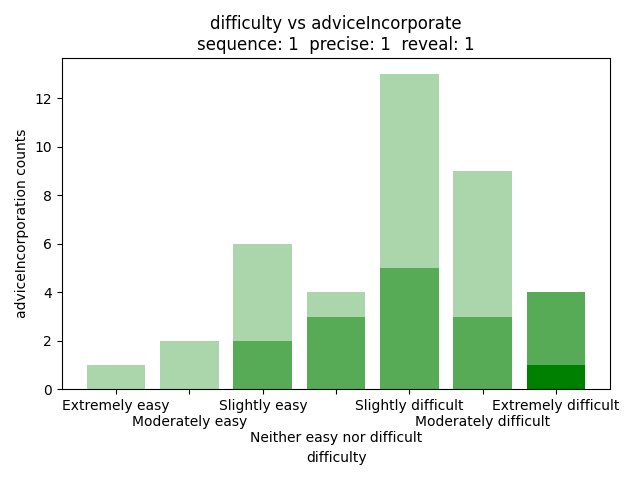 difficulty vs adviceIncorporate
sequence: 1  precise: 1  reveal: 1
adviceIncorporation counts
12
10
8
6
4
2
0
Extremely easy
Moderately easy
Slightly easy
Neither easy nor difficult
Slightly difficult
Moderately difficult
Extremely difficult
difficulty